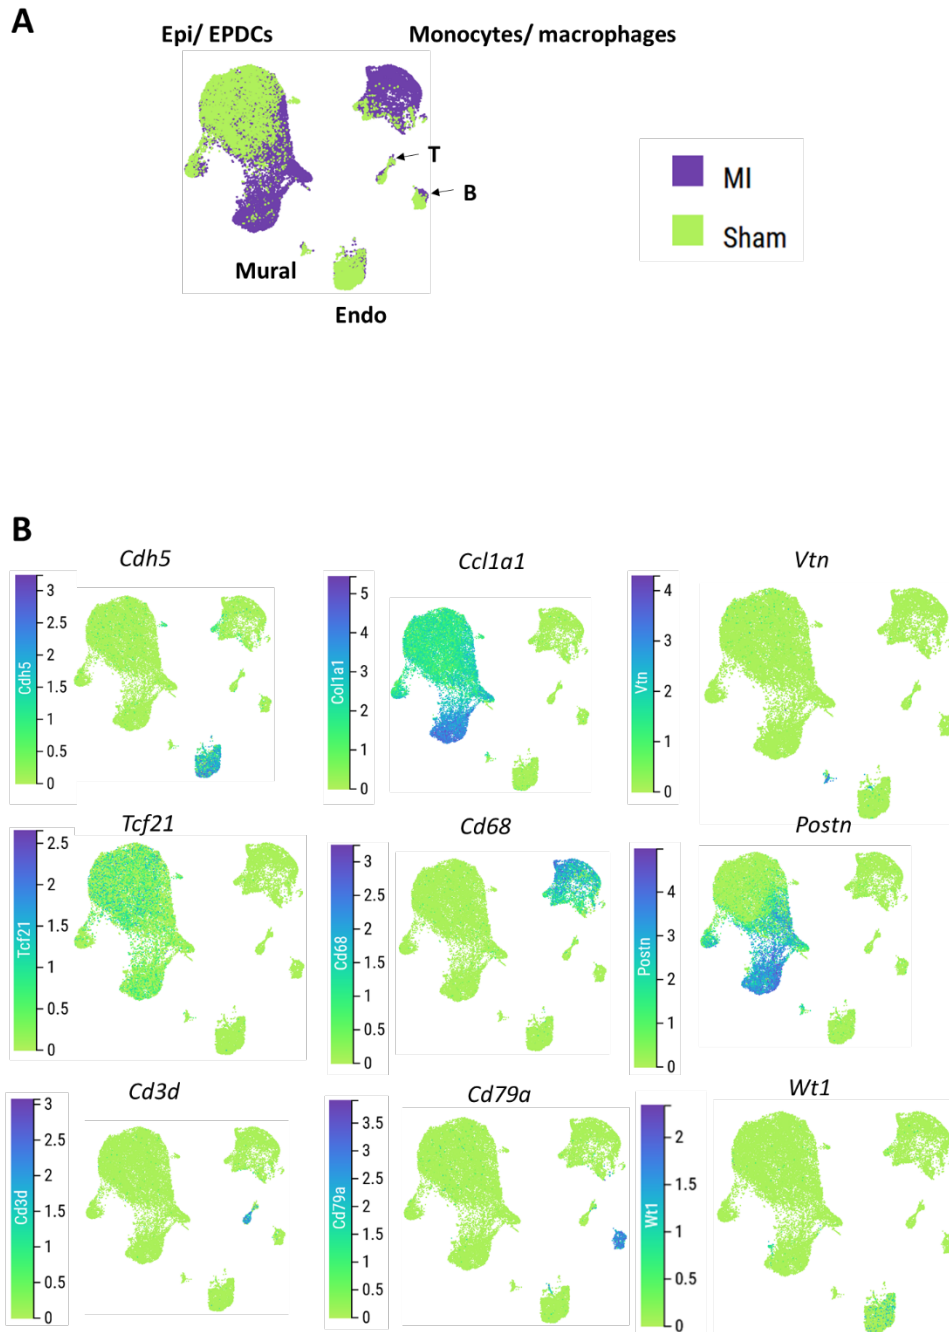 A
Epi/ EPDCs
Monocytes/ macrophages
T
B
Mural
Endo
MI
Sham
B
Cdh5
Ccl1a1
Vtn
Cdh5
3
2.5
2
1.5
1
0.5
0
Col1a1
5
4
3
2
1
0
Vtn
4
3
2
1
0
Tcf21
Cd68
Postn
Tcf21
2.5
2
1.5
1
0.5
0
Cd68
3
2.5
2
1.5
1
0.5
0
Postn
4
3
2
1
0
Cd3d
Cd79a
Wt1
Cd3d
3
2.5
2
1.5
1
0.5
0
Cd79a
3.5
3
2.5
2
1.5
1
0.5
0
Wt1
2
1.5
1
0.5
0